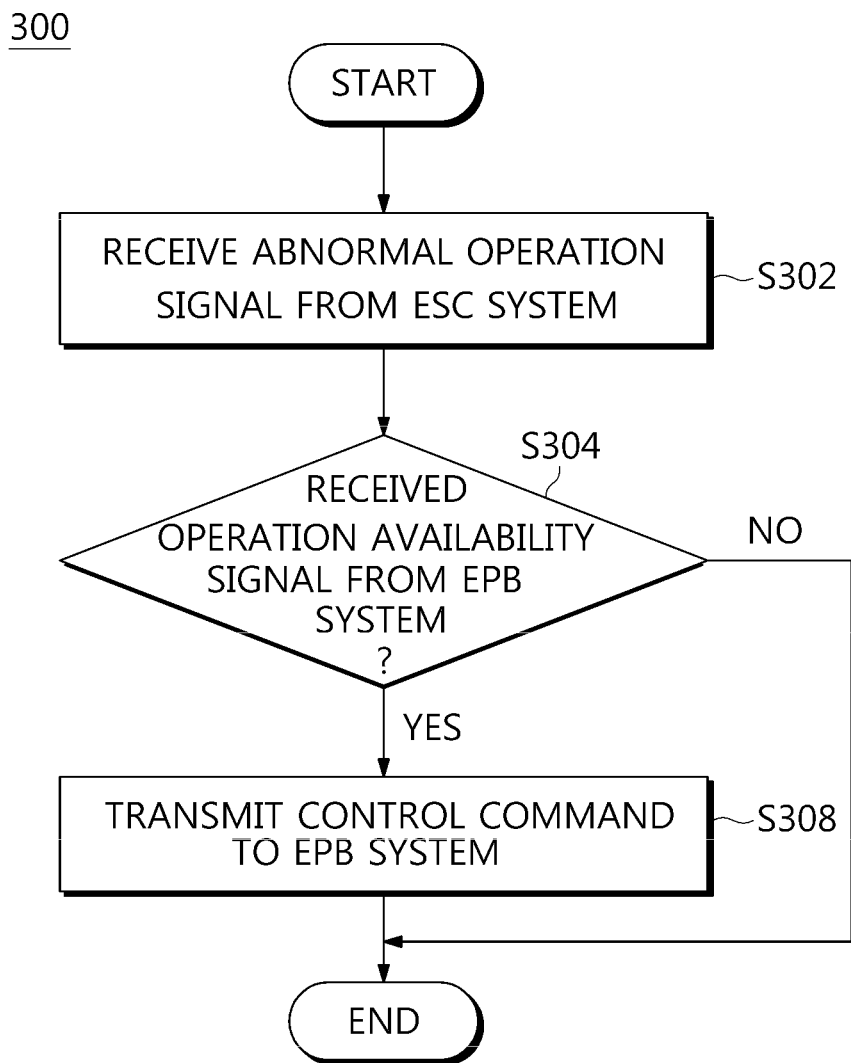 300
START
RECEIVE ABNORMAL OPERATION
SIGNAL FROM ESC SYSTEM
S302
S304
RECEIVED
OPERATION AVAILABILITY
SIGNAL FROM EPB
SYSTEM
?
NO
YES
TRANSMIT CONTROL COMMAND
TO EPB SYSTEM
S308
END